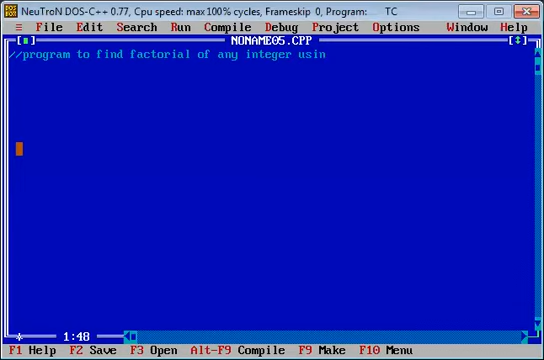 NeuTroN DOS-C++ 0.77, Cpu speed: max 100% cycles, Frameskip 0, Program: TC
≡ File Edit Search Run Compile Debug Project Options Window Help
[■] NONAME05.CPP [↕]
//program to find factorial of any integer usin
* 1:48
F1 Help F2 Save F3 Open Alt-F9 Compile F9 Make F10 Menu